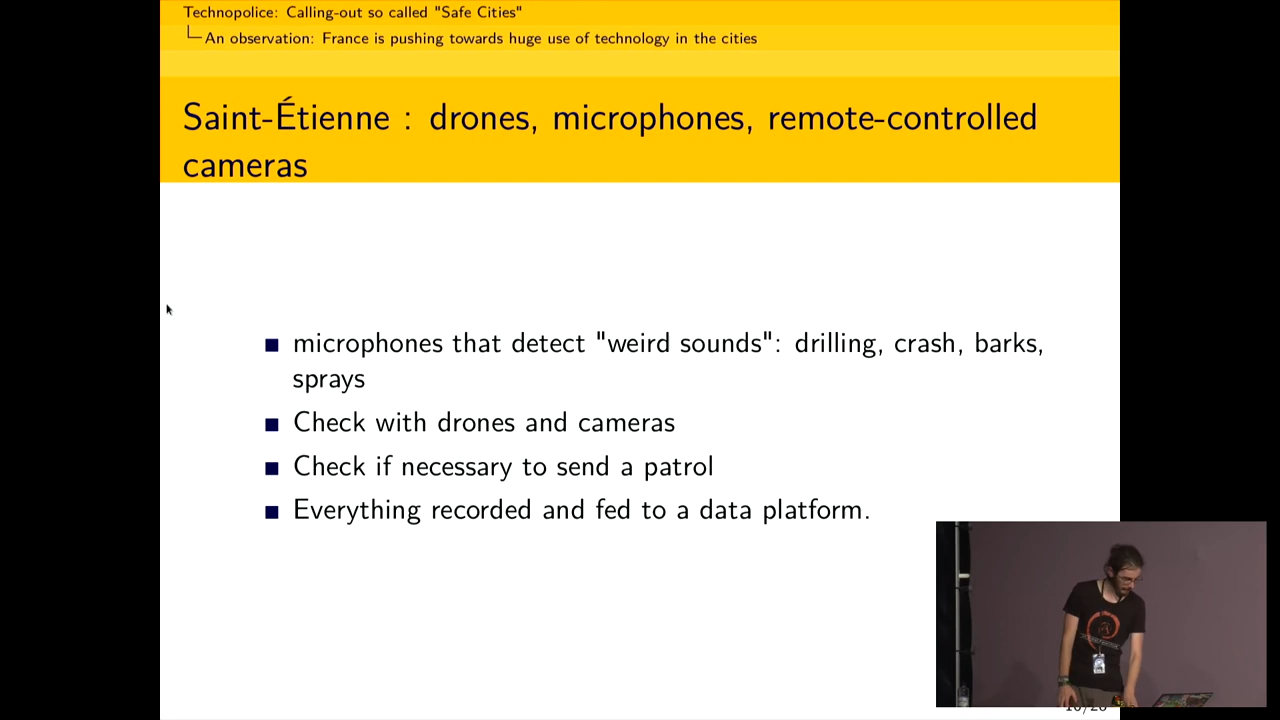 Technopolice: Calling-out so called "Safe Cities"
An observation: France is pushing towards huge use of technology in the cities
Saint-Étienne : drones, microphones, remote-controlled
cameras
microphones that detect "weird sounds": drilling, crash, barks,
sprays
Check with drones and cameras
Check if necessary to send a patrol
Everything recorded and fed to a data platform.